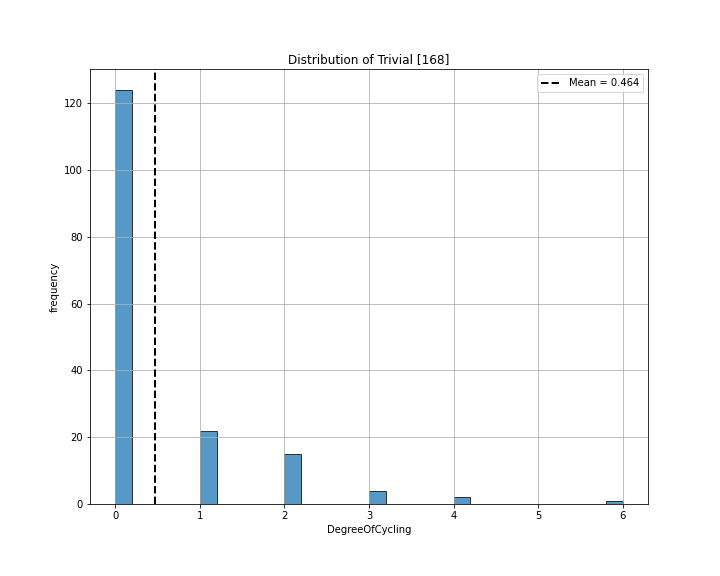 Distribution of Trivial [168]
Mean = 0.464
120
100
80
60
40
20
0
frequency
0 1 2 3 4 5 6
DegreeOfCycling